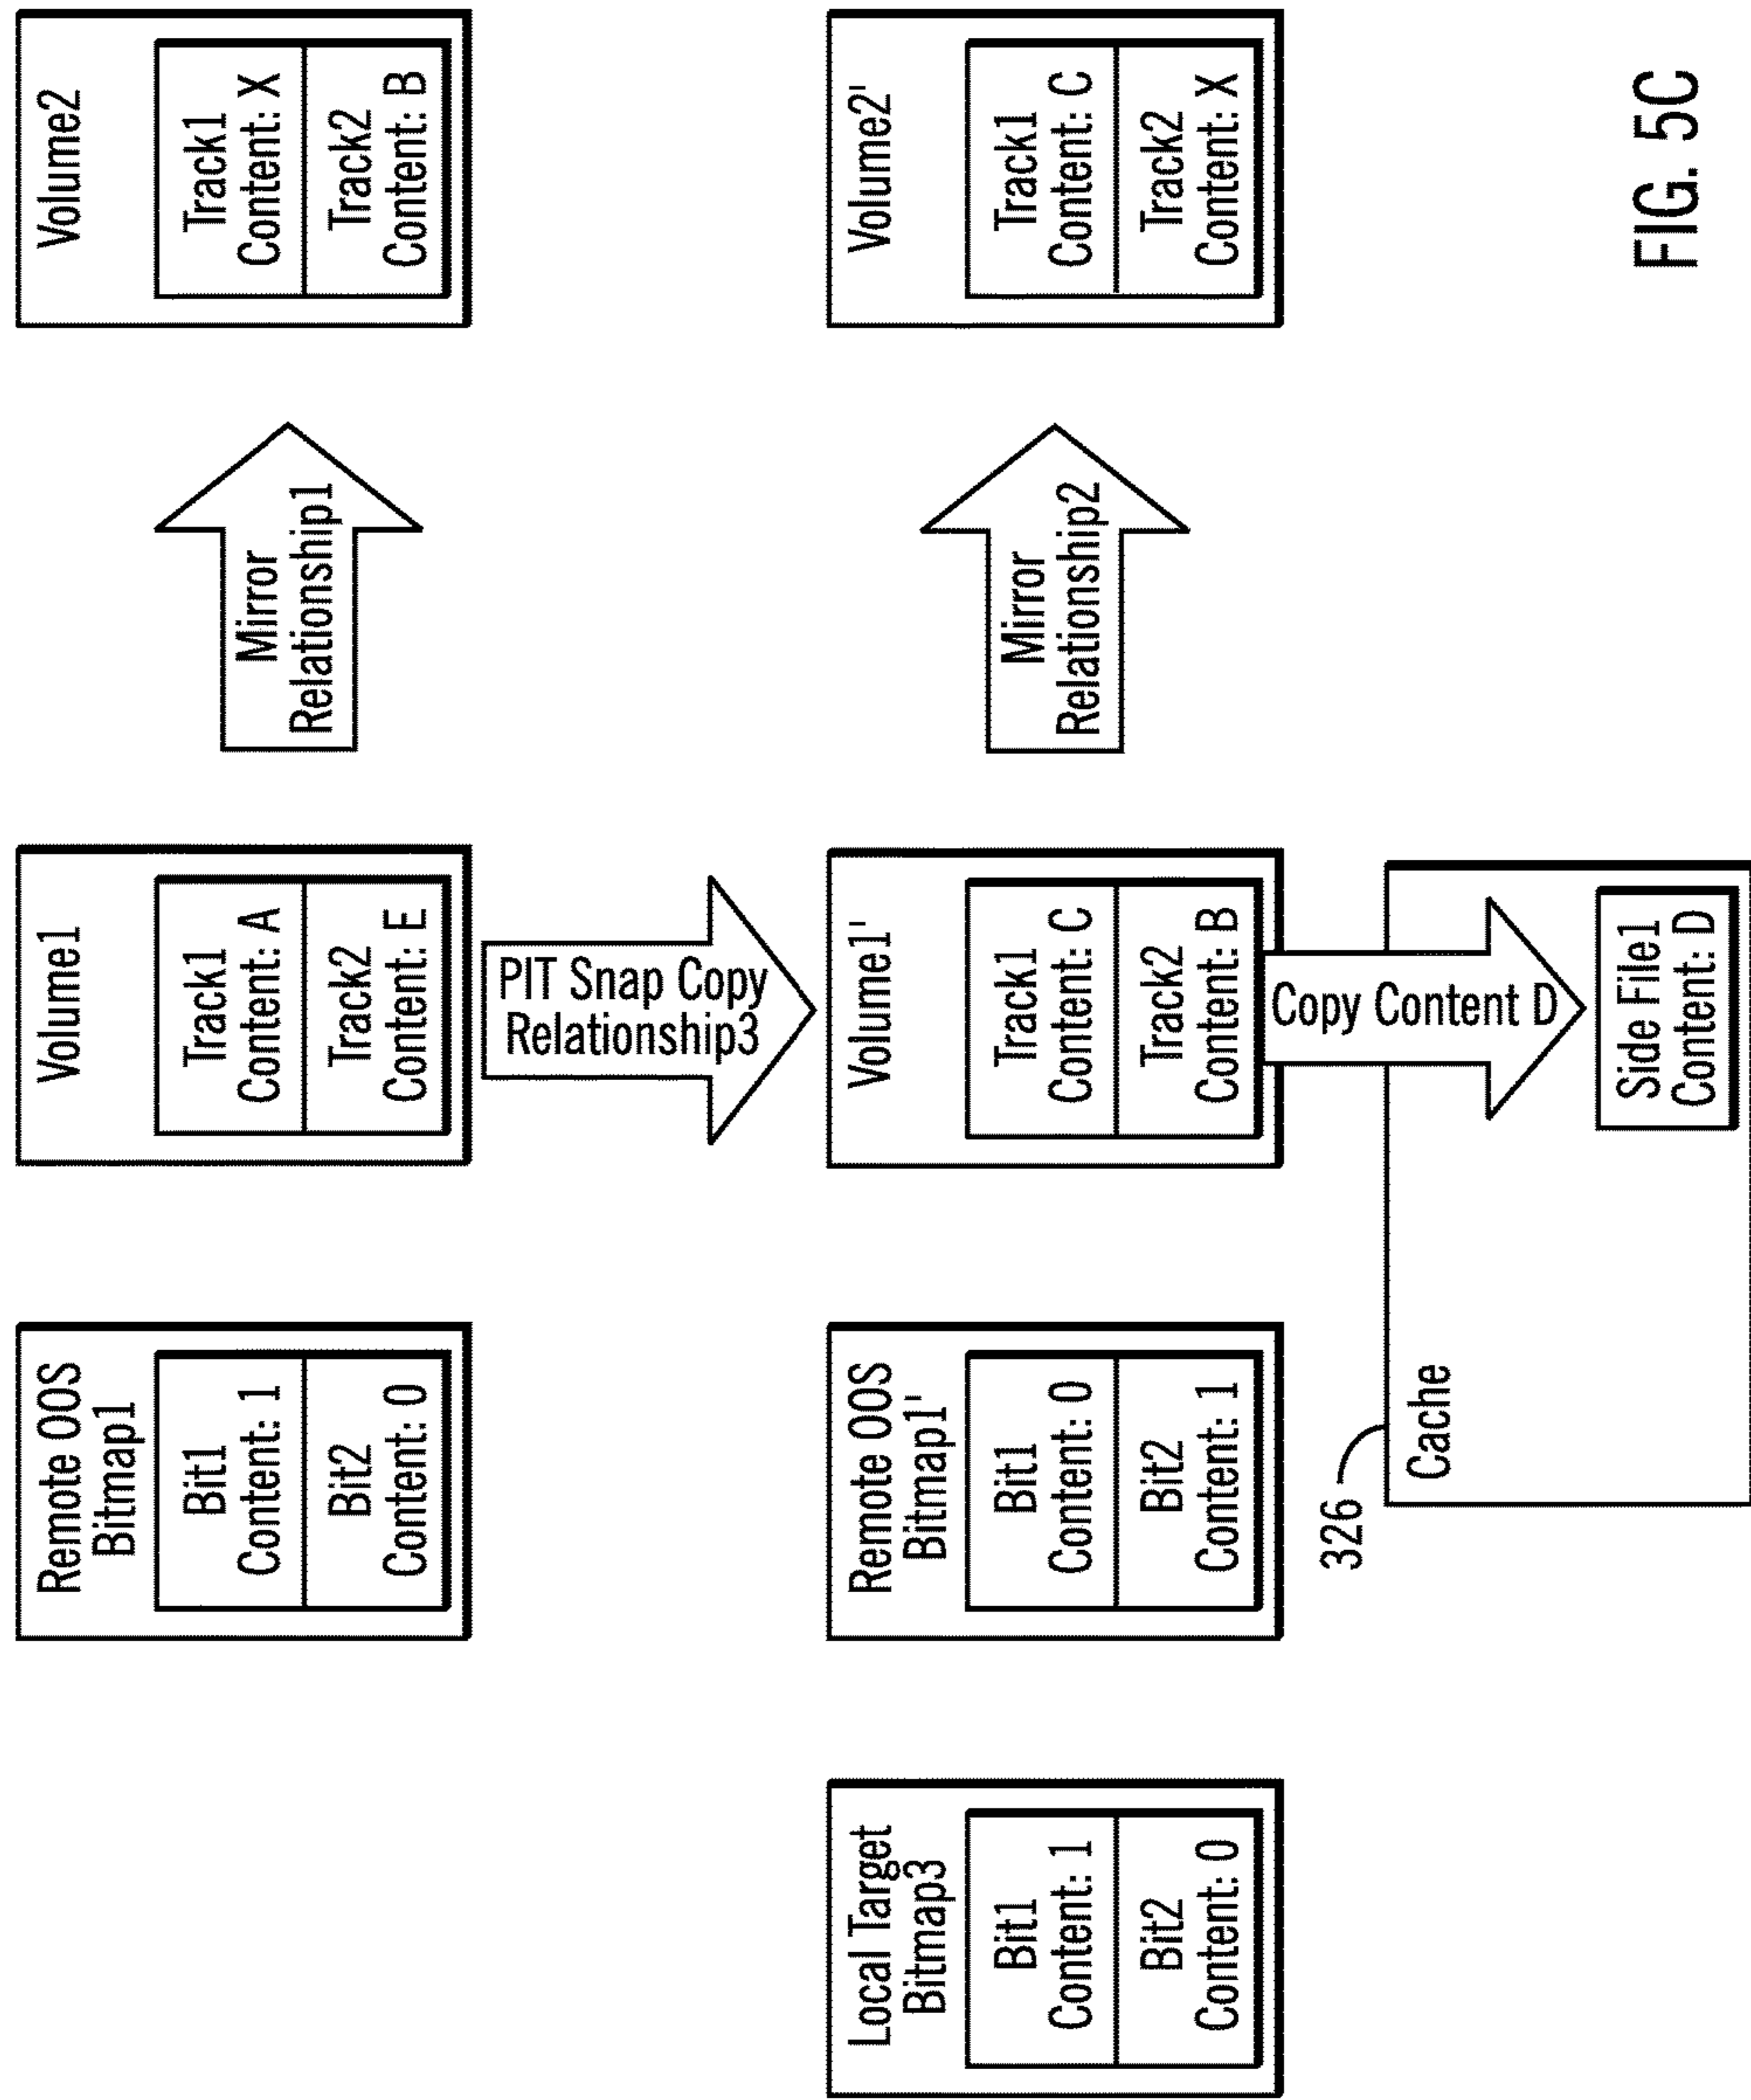 Remote OOS
Bitmap1
Bit1
Content: 1
Bit2
Content: 0
Volume1
Track1
Content: A
Track2
Content: E
Mirror
Relationship1
Volume2
Track1
Content: X
Track2
Content: B
PIT Snap Copy
Relationship3
Local Target
Bitmap3
Bit1
Content: 1
Bit2
Content: 0
Remote OOS
Bitmap1'
Bit1
Content: 0
Bit2
Content: 1
Volume1'
Track1
Content: C
Track2
Content: B
Mirror
Relationship2
Volume2'
Track1
Content: C
Track2
Content: X
Copy Content D
326
Cache
Side File1
Content: D
FIG. 5C